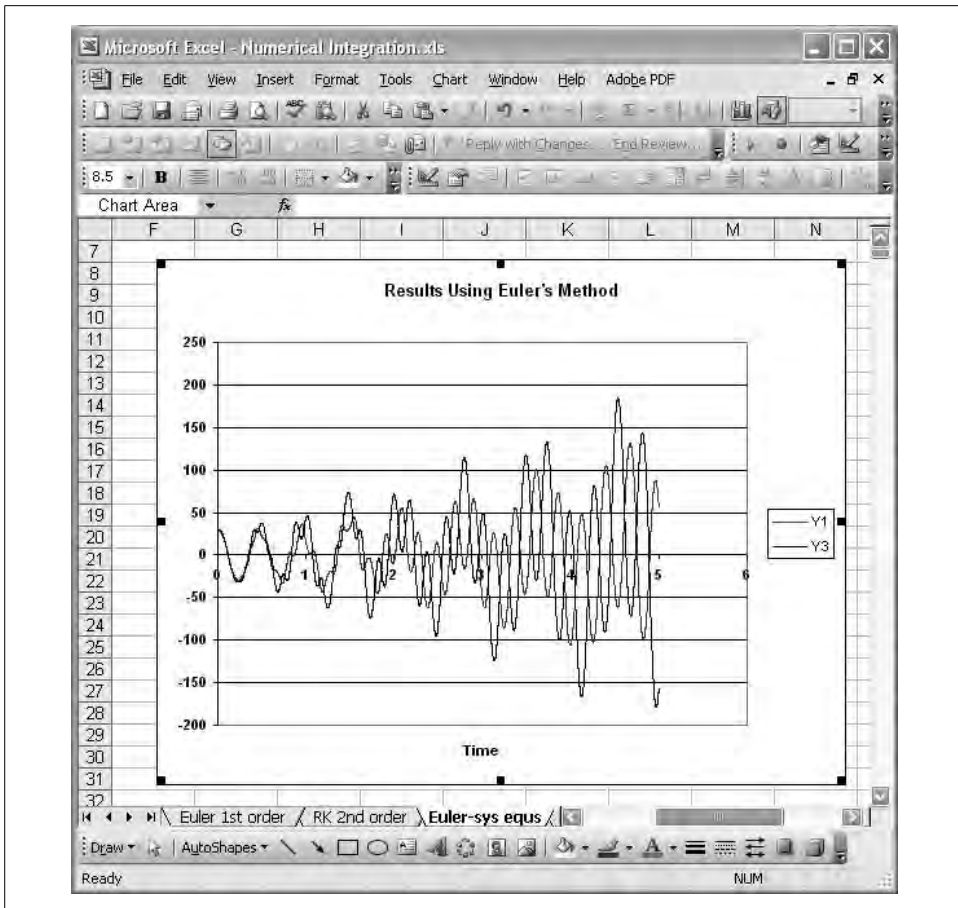 Microsoft Excel - Numerical Integration.xls
File Edit View Insert Format Tools Chart Window Help Adobe PDF
Reply with Changes... End Review...
8.5 B
Chart Area fx
F G H I J K L M N
7
8
9
10
11
12
13
14
15
16
17
18
19
20
21
22
23
24
25
26
27
28
29
30
31
32
Results Using Euler's Method
250
200
150
100
50
0
-50
-100
-150
-200
0 1 2 3 4 5 6
Time
Y1
Y3
Euler 1st order RK 2nd order Euler-sys equs
Draw AutoShapes
Ready NUM